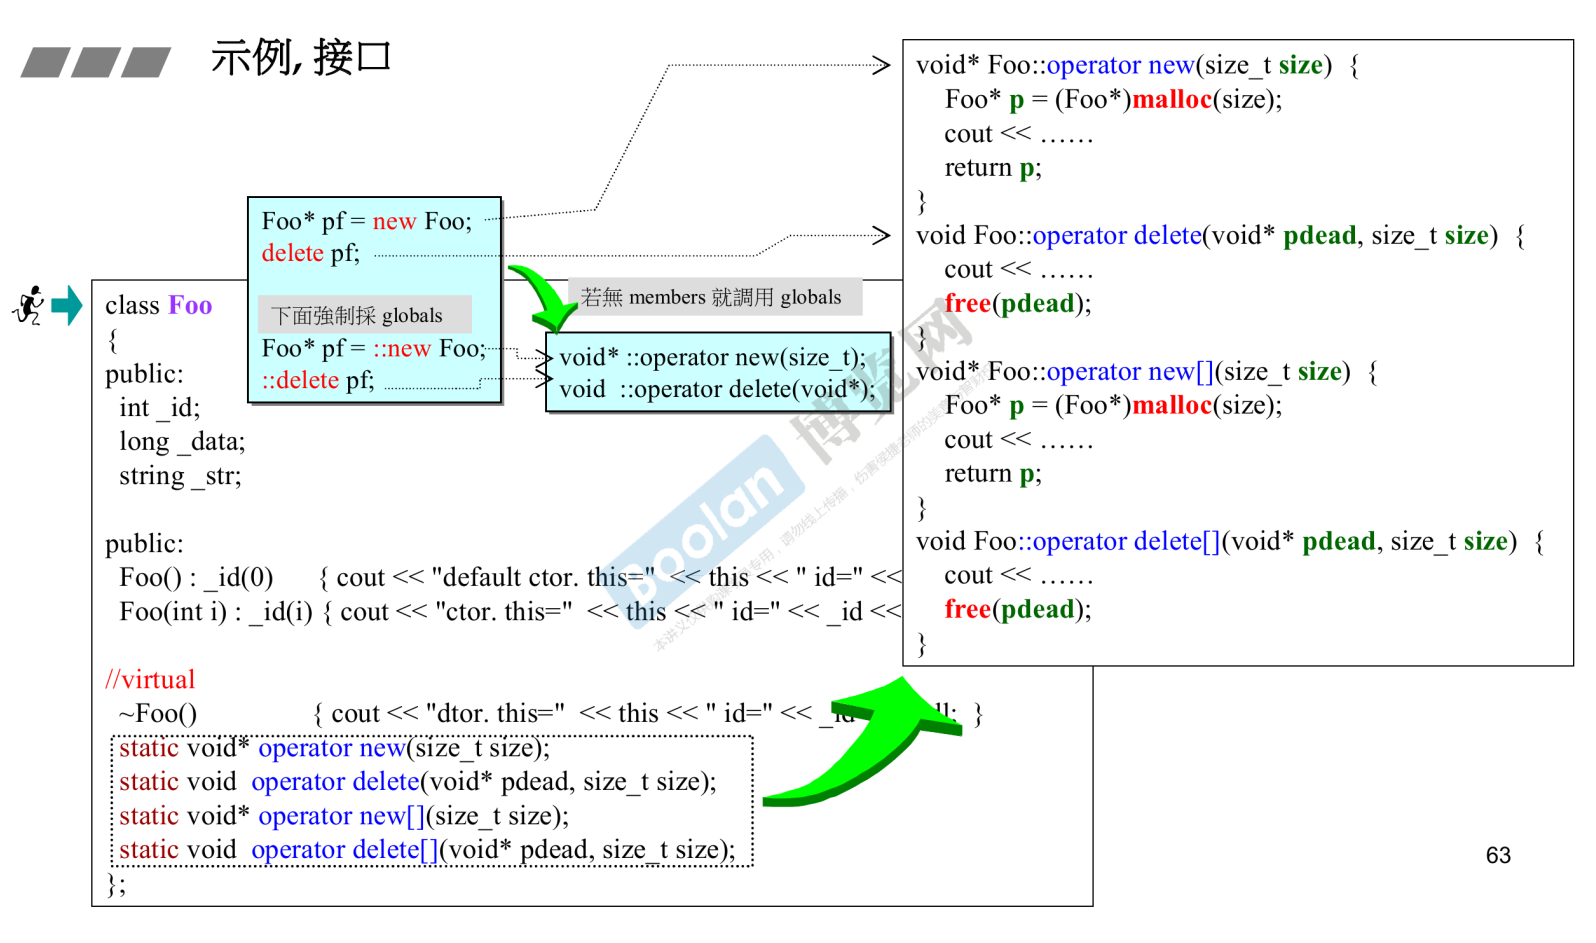 示例, 接口
void* Foo::operator new(size_t size) {
Foo* p = (Foo*)malloc(size);
cout << ……
return p;
}
void Foo::operator delete(void* pdead, size_t size) {
cout << ……
free(pdead);
}
void* Foo::operator new[](size_t size) {
Foo* p = (Foo*)malloc(size);
cout << ……
return p;
}
void Foo::operator delete[](void* pdead, size_t size) {
cout << ……
free(pdead);
}
Foo* pf = new Foo;
delete pf;
下面強制採 globals
Foo* pf = ::new Foo;
::delete pf;
若無 members 就調用 globals
void* ::operator new(size_t);
void ::operator delete(void*);
class Foo
{
public:
int _id;
long _data;
string _str;
public:
Foo() : _id(0) { cout << "default ctor. this=" << this << " id=" <<
Foo(int i) : _id(i) { cout << "ctor. this=" << this << " id=" << _id <<
//virtual
~Foo() { cout << "dtor. this=" << this << " id=" << _id ll; }
static void* operator new(size_t size);
static void operator delete(void* pdead, size_t size);
static void* operator new[](size_t size);
static void operator delete[](void* pdead, size_t size);
};
Boolan 博览网
63